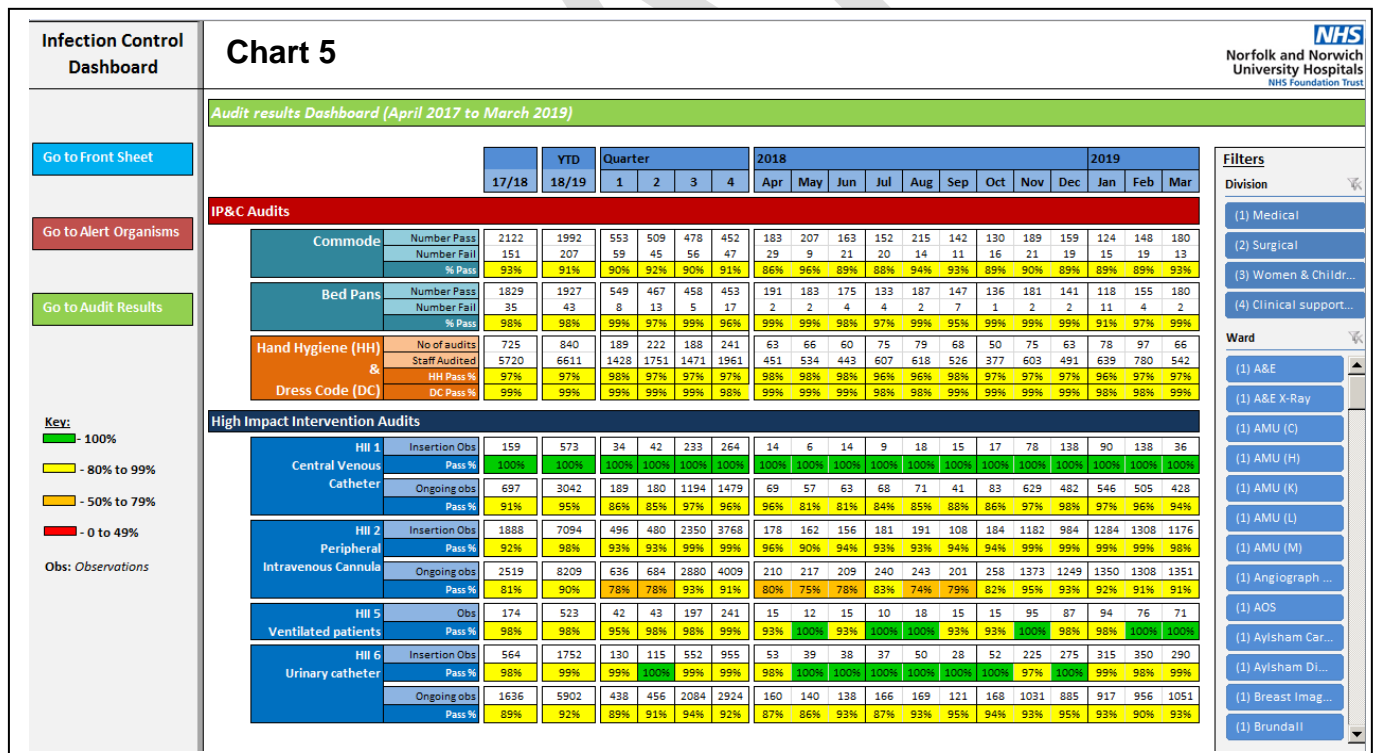 Infection Control
Dashboard
Chart 5
NHS
Norfolk and Norwich
University Hospitals
NHS Foundation Trust
Audit results Dashboard (April 2017 to March 2019)
Go to Front Sheet
Go to Alert Organisms
Go to Audit Results
Key:
- 100%
- 80% to 99%
- 50% to 79%
- 0 to 49%
Obs: Observations
YTD Quarter 2018 2019
17/18 18/19 1 2 3 4 Apr May Jun Jul Aug Sep Oct Nov Dec Jan Feb Mar
IP&C Audits
Commode Number Pass 2122 1992 553 509 478 452 183 207 163 152 215 142 130 189 159 124 148 180
Number Fail 151 207 59 45 56 47 29 9 21 20 14 11 16 21 19 15 19 13
% Pass 93% 91% 90% 92% 90% 91% 86% 96% 89% 88% 94% 93% 89% 90% 89% 89% 89% 93%
Bed Pans Number Pass 1829 1927 549 467 458 453 191 183 175 133 187 147 136 181 141 118 155 180
Number Fail 35 43 8 13 5 17 2 2 4 4 2 7 1 2 2 11 4 2
% Pass 98% 98% 99% 97% 99% 96% 99% 99% 98% 97% 99% 95% 99% 99% 99% 91% 97% 99%
Hand Hygiene (HH) No of audits 725 840 189 222 188 241 63 66 60 75 79 68 50 75 63 78 97 66
& Staff Audited 5720 6611 1428 1751 1471 1961 451 534 443 607 618 526 377 603 491 639 780 542
HH Pass % 97% 97% 98% 97% 97% 97% 98% 98% 98% 96% 96% 98% 97% 97% 97% 96% 97% 97%
Dress Code (DC) DC Pass % 99% 99% 99% 99% 99% 98% 99% 99% 99% 98% 98% 99% 99% 99% 99% 98% 98% 99%
High Impact Intervention Audits
HII 1 Insertion Obs 159 573 34 42 233 264 14 6 14 9 18 15 17 78 138 90 138 36
Central Venous Pass % 100% 100% 100% 100% 100% 100% 100% 100% 100% 100% 100% 100% 100% 100% 100% 100% 100% 100%
Catheter Ongoing obs 697 3042 189 180 1194 1479 69 57 63 68 71 41 83 629 482 546 505 428
Pass % 91% 95% 86% 85% 97% 96% 96% 81% 81% 84% 85% 88% 86% 97% 98% 97% 96% 94%
HII 2 Insertion Obs 1888 7094 496 480 2350 3768 178 162 156 181 191 108 184 1182 984 1284 1308 1176
Peripheral Pass % 92% 98% 93% 93% 99% 99% 96% 90% 94% 93% 93% 94% 94% 99% 99% 99% 99% 98%
Intravenous Cannula Ongoing obs 2519 8209 636 684 2880 4009 210 217 209 240 243 201 258 1373 1249 1350 1308 1351
Pass % 81% 90% 78% 78% 93% 91% 80% 75% 78% 83% 74% 79% 82% 95% 93% 92% 91% 91%
HII 5 Obs 174 523 42 43 197 241 15 12 15 10 18 15 15 95 87 94 76 71
Ventilated patients Pass % 98% 98% 95% 98% 98% 99% 93% 100% 93% 100% 100% 93% 93% 100% 98% 98% 100% 100%
HII 6 Insertion Obs 564 1752 130 115 552 955 53 39 38 37 50 28 52 225 275 315 350 290
Urinary catheter Pass % 98% 99% 99% 100% 99% 99% 98% 100% 100% 100% 100% 100% 100% 97% 100% 99% 98% 99%
Ongoing obs 1636 5902 438 456 2084 2924 160 140 138 166 169 121 168 1031 885 917 956 1051
Pass % 89% 92% 89% 91% 94% 92% 87% 86% 93% 87% 93% 95% 94% 93% 95% 93% 90% 93%
Filters
Division
(1) Medical
(2) Surgical
(3) Women & Childr...
(4) Clinical support...
Ward
(1) A&E
(1) A&E X-Ray
(1) AMU (C)
(1) AMU (H)
(1) AMU (K)
(1) AMU (L)
(1) AMU (M)
(1) Angiograph ...
(1) AOS
(1) Aylsham Car...
(1) Aylsham Di...
(1) Breast Imag...
(1) Brundall